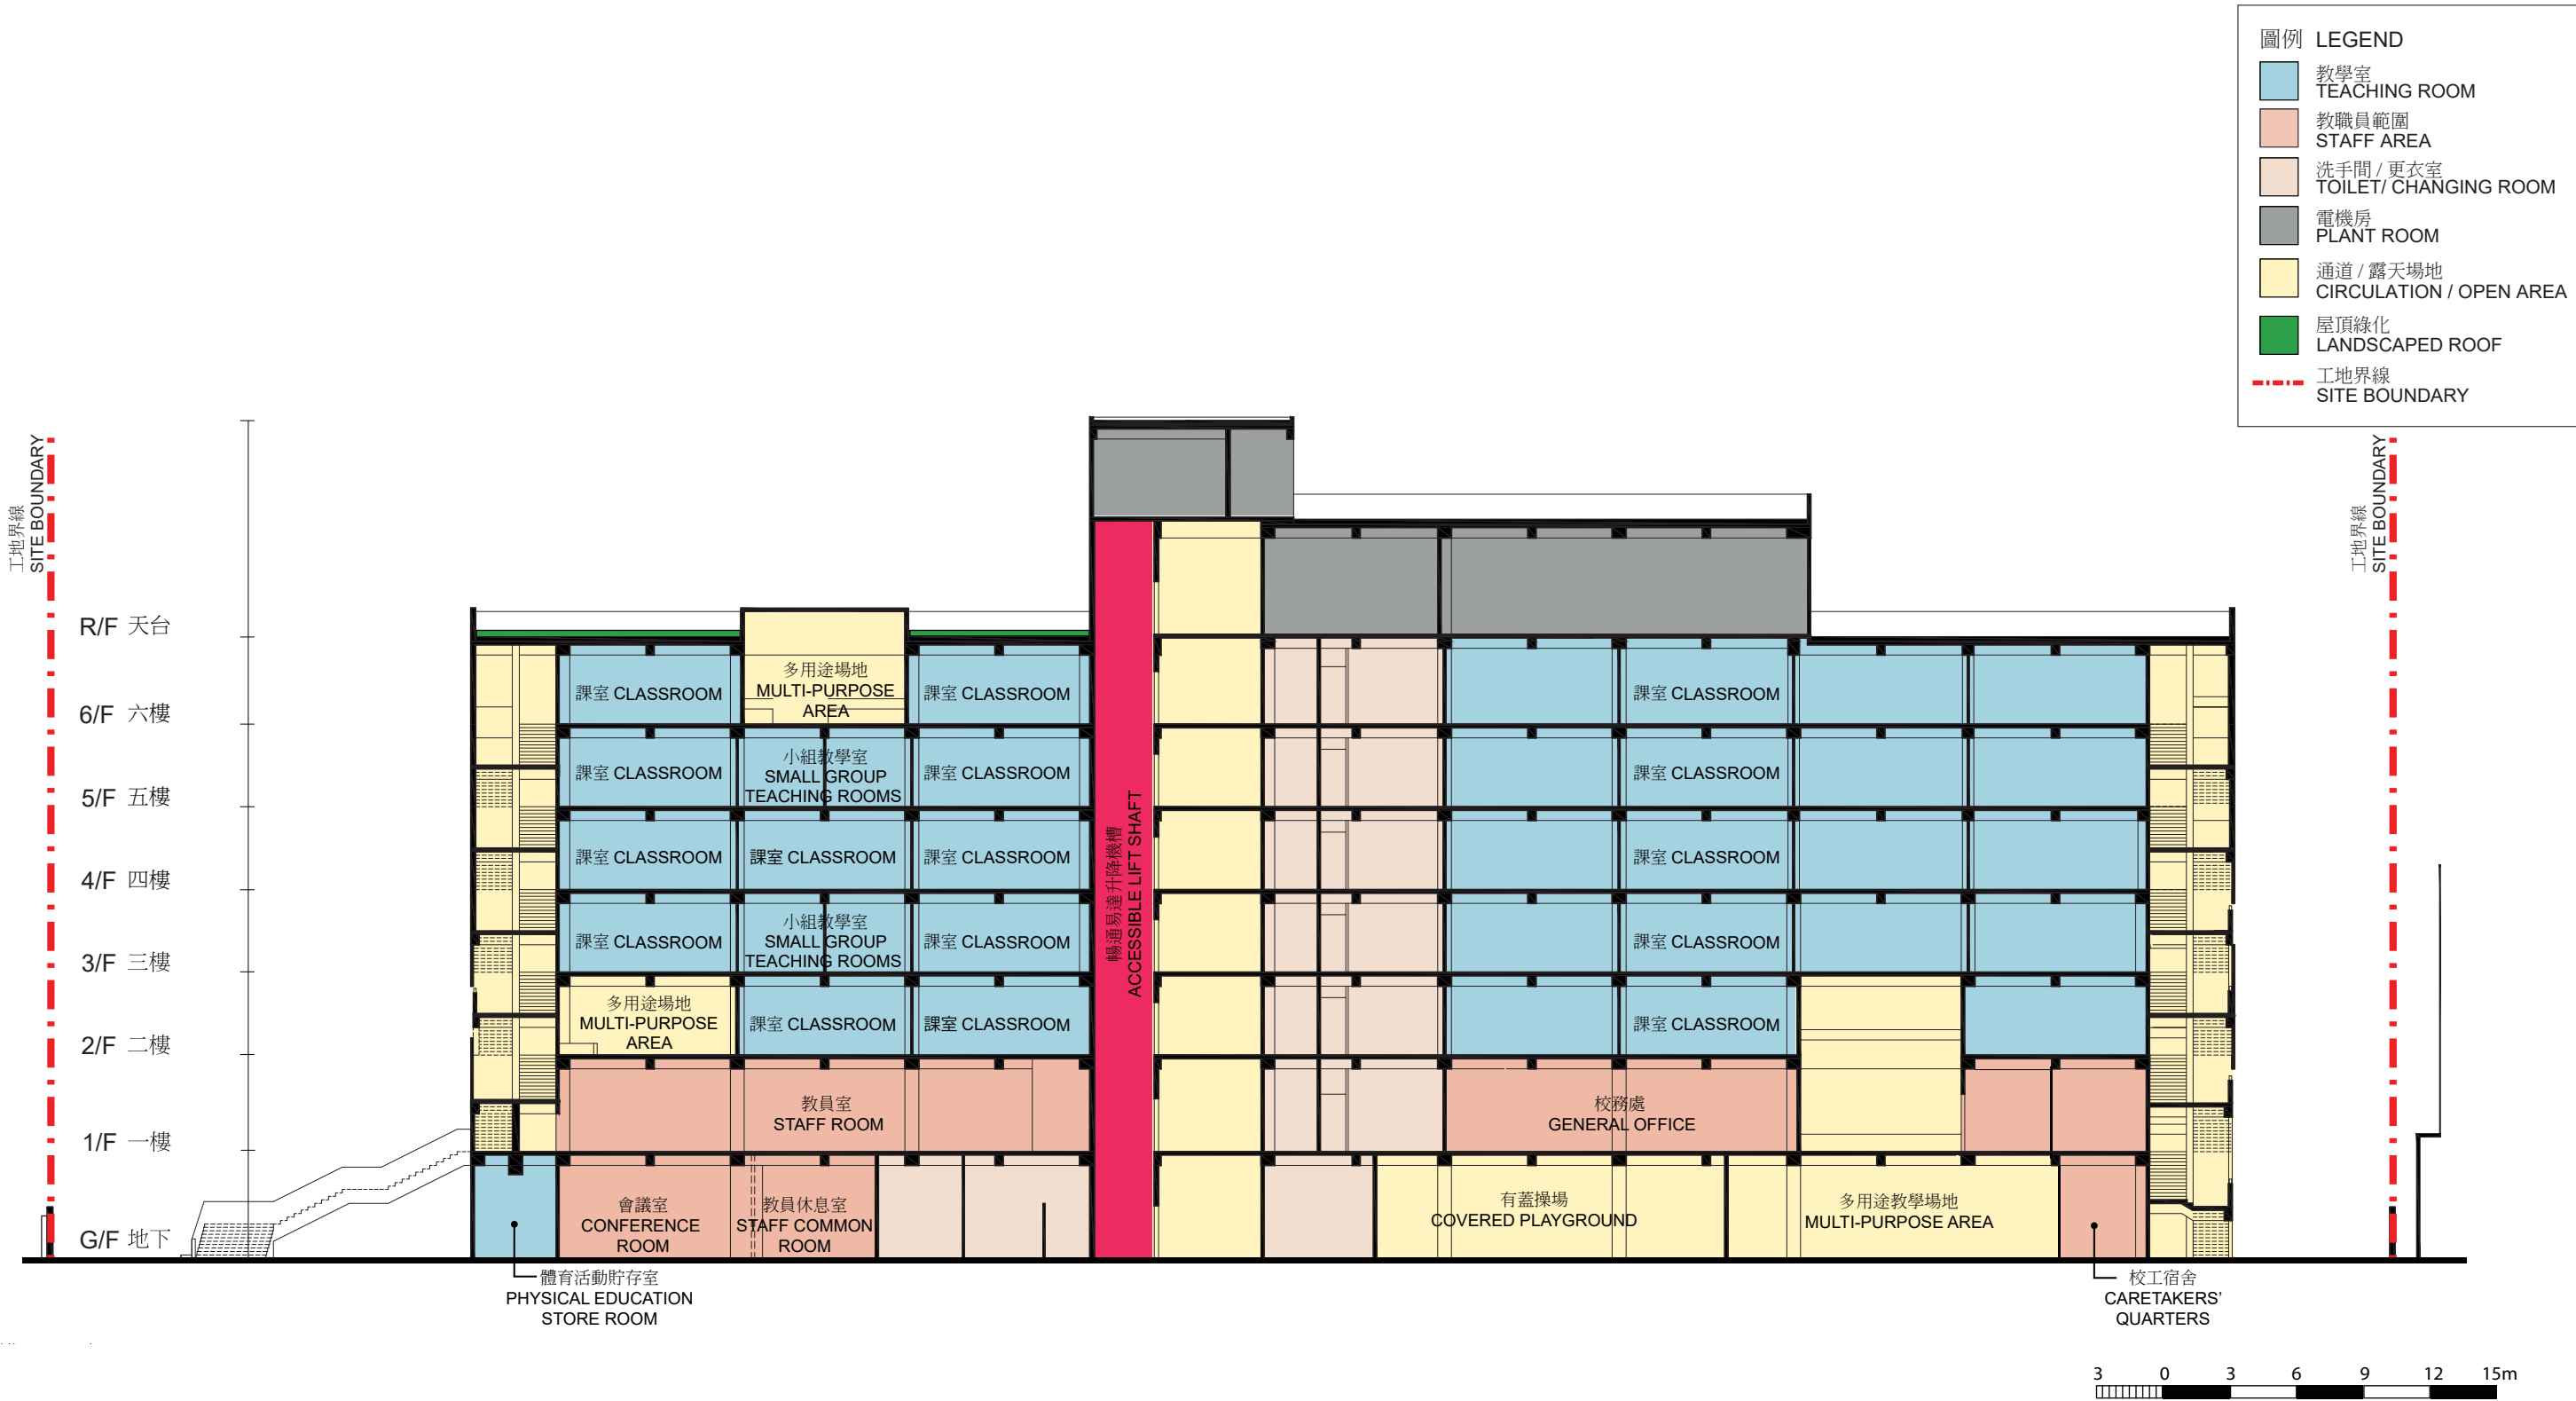 圖例 LEGEND
教學室
TEACHING ROOM
教職員範圍
STAFF AREA
洗手間 / 更衣室
TOILET/ CHANGING ROOM
電機房
PLANT ROOM
通道 / 露天場地
CIRCULATION / OPEN AREA
屋頂綠化
LANDSCAPED ROOF
工地界線
SITE BOUNDARY
工地界線
SITE BOUNDARY
工地界線
SITE BOUNDARY
R/F 天台
6/F 六樓
5/F 五樓
4/F 四樓
3/F 三樓
2/F 二樓
1/F 一樓
G/F 地下
課室 CLASSROOM
多用途場地
MULTI-PURPOSE
AREA
課室 CLASSROOM
課室 CLASSROOM
課室 CLASSROOM
小組教學室
SMALL GROUP
TEACHING ROOMS
課室 CLASSROOM
課室 CLASSROOM
課室 CLASSROOM
課室 CLASSROOM
課室 CLASSROOM
課室 CLASSROOM
課室 CLASSROOM
小組教學室
SMALL GROUP
TEACHING ROOMS
課室 CLASSROOM
課室 CLASSROOM
多用途場地
MULTI-PURPOSE
AREA
課室 CLASSROOM
課室 CLASSROOM
課室 CLASSROOM
暢通易達升降機槽
ACCESSIBLE LIFT SHAFT
教員室
STAFF ROOM
校務處
GENERAL OFFICE
會議室
CONFERENCE
ROOM
教員休息室
STAFF COMMON
ROOM
有蓋操場
COVERED PLAYGROUND
多用途教學場地
MULTI-PURPOSE AREA
體育活動貯存室
PHYSICAL EDUCATION
STORE ROOM
校工宿舍
CARETAKERS'
QUARTERS
3 0 3 6 9 12 15m